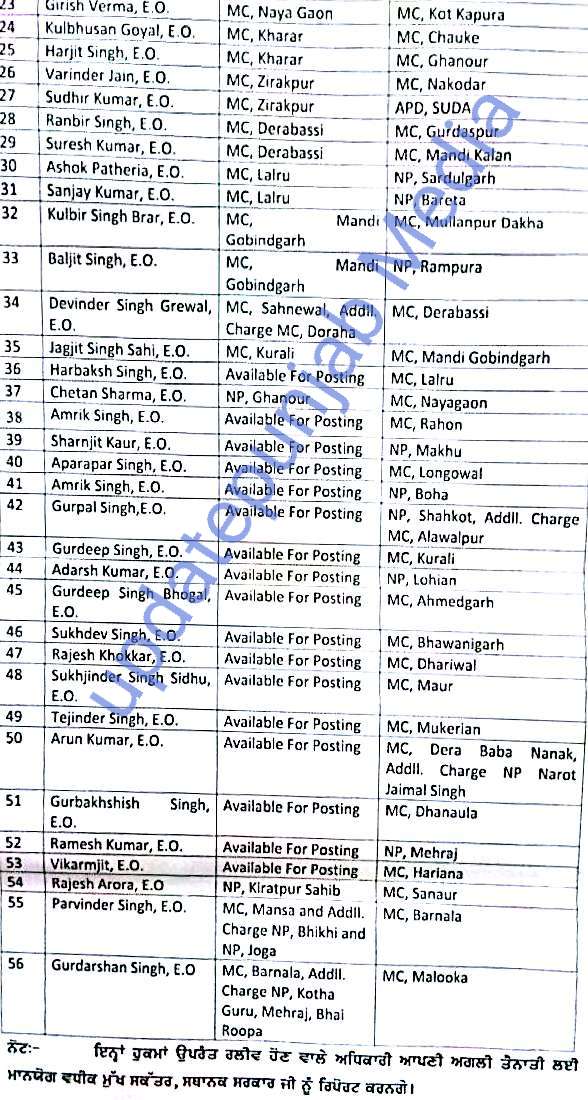 23 Girish Verma, E.O. MC, Naya Gaon MC, Kot Kapura
24 Kulbhusan Goyal, E.O. MC, Kharar MC, Chauke
25 Harjit Singh, E.O. MC, Kharar MC, Ghanour
26 Varinder Jain, E.O. MC, Zirakpur MC, Nakodar
27 Sudhir Kumar, E.O. MC, Zirakpur APD, SUDA
28 Ranbir Singh, E.O. MC, Derabassi MC, Gurdaspur
29 Suresh Kumar, E.O. MC, Derabassi MC, Mandi Kalan
30 Ashok Patheria, E.O. MC, Lalru NP, Sardulgarh
31 Sanjay Kumar, E.O. MC, Lalru NP, Bareta
32 Kulbir Singh Brar, E.O. MC, Mandi MC, Mullanpur Dakha
Gobindgarh
33 Baljit Singh, E.O. MC, Mandi NP, Rampura
Gobindgarh
34 Devinder Singh Grewal, MC, Sahnewal, Addll. MC, Derabassi
E.O. Charge MC, Doraha
35 Jagjit Singh Sahi, E.O. MC, Kurali MC, Mandi Gobindgarh
36 Harbaksh Singh, E.O. Available For Posting MC, Lalru
37 Chetan Sharma, E.O. NP, Ghanour MC, Nayagaon
38 Amrik Singh, E.O. Available For Posting MC, Rahon
39 Sharnjit Kaur, E.O. Available For Posting NP, Makhu
40 Aparapar Singh, E.O. Available For Posting MC, Longowal
41 Amrik Singh, E.O. Available For Posting NP, Boha
42 Gurpal Singh,E.O. Available For Posting NP, Shahkot, Addll. Charge
MC, Alawalpur
43 Gurdeep Singh, E.O. Available For Posting MC, Kurali
44 Adarsh Kumar, E.O. Available For Posting NP, Lohian
45 Gurdeep Singh Bhogal, Available For Posting MC, Ahmedgarh
E.O.
46 Sukhdev Singh, E.O. Available For Posting MC, Bhawanigarh
47 Rajesh Khokkar, E.O. Available For Posting MC, Dhariwal
48 Sukhjinder Singh Sidhu, Available For Posting MC, Maur
E.O.
49 Tejinder Singh, E.O. Available For Posting MC, Mukerian
50 Arun Kumar, E.O. Available For Posting MC, Dera Baba Nanak,
Addll. Charge NP Narot
Jaimal Singh
51 Gurbakhshish Singh, Available For Posting MC, Dhanaula
E.O.
52 Ramesh Kumar, E.O. Available For Posting NP, Mehraj
53 Vikarmjit, E.O. Available For Posting MC, Hariana
54 Rajesh Arora, E.O NP, Kiratpur Sahib MC, Sanaur
55 Parvinder Singh, E.O. MC, Mansa and Addll. MC, Barnala
Charge NP, Bhikhi and
NP, Joga
56 Gurdarshan Singh, E.O MC, Barnala, Addll. MC, Malooka
Charge NP, Kotha
Guru, Mehraj, Bhai
Roopa
ਨੋਟ:- ਇਨ੍ਹਾਂ ਹੁਕਮਾਂ ਉਪਰੰਤ ਰਲੀਵ ਹੋਣ ਵਾਲੇ ਅਧਿਕਾਰੀ ਆਪਣੀ ਅਗਲੀ ਤੈਨਾਤੀ ਲਈ
ਮਾਨਯੋਗ ਵਧੀਕ ਮੁੱਖ ਸਕੱਤਰ, ਸਥਾਨਕ ਸਰਕਾਰ ਜੀ ਨੂੰ ਰਿਪੋਰਟ ਕਰਨਗੇ।
updatepunjab Media